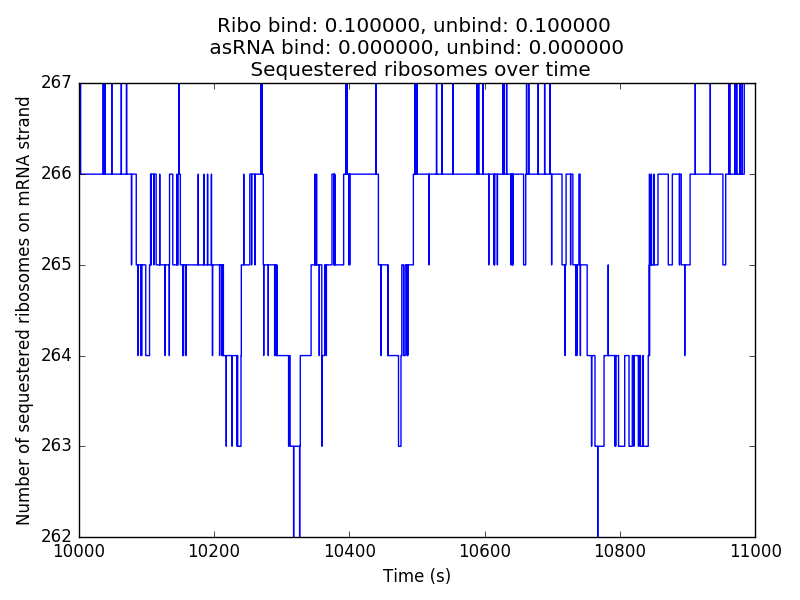 Ribo bind: 0.100000, unbind: 0.100000
asRNA bind: 0.000000, unbind: 0.000000
Sequestered ribosomes over time
Number of sequestered ribosomes on mRNA strand
267
266
265
264
263
262
10000 10200 10400 10600 10800 11000
Time (s)